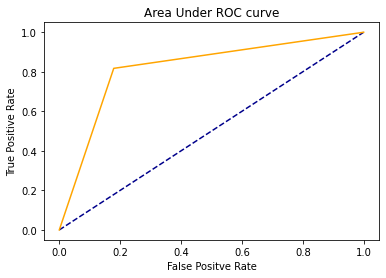 Area Under ROC curve
1.0
0.8
0.6
0.4
0.2
0.0
True Positive Rate
0.0 0.2 0.4 0.6 0.8 1.0
False Positve Rate